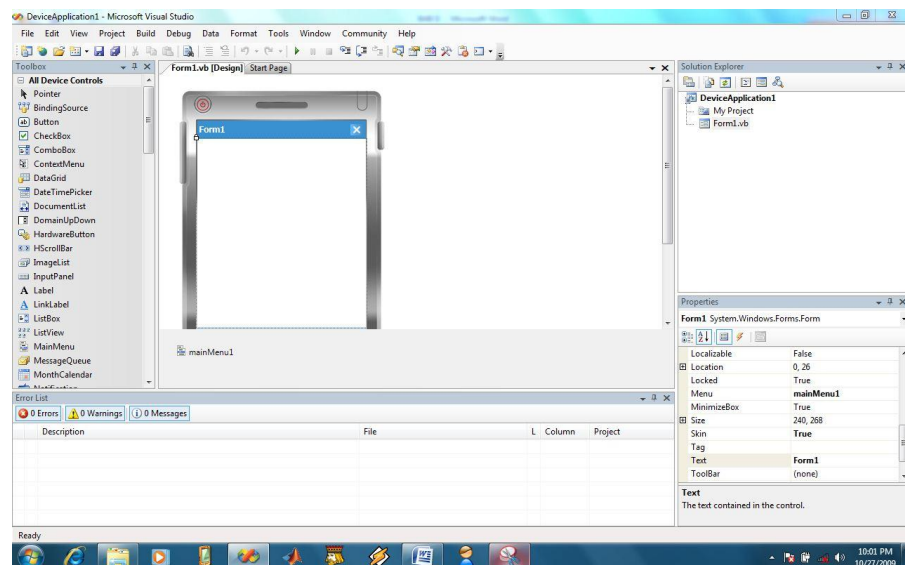 DeviceApplication1 - Microsoft Visual Studio
File Edit View Project Build Debug Data Format Tools Window Community Help
Toolbox
All Device Controls
Pointer
BindingSource
Button
CheckBox
ComboBox
ContextMenu
DataGrid
DateTimePicker
DocumentList
DomainUpDown
HardwareButton
HScrollBar
ImageList
InputPanel
Label
LinkLabel
ListBox
ListView
MainMenu
MessageQueue
MonthCalendar
Notification
Form1.vb [Design] Start Page
Form1
mainMenu1
Solution Explorer
DeviceApplication1
My Project
Form1.vb
Properties
Form1 System.Windows.Forms.Form
Localizable False
Location 0, 26
Locked True
Menu mainMenu1
MinimizeBox True
Size 240, 268
Skin True
Tag
Text Form1
ToolBar (none)
Text
The text contained in the control.
Error List
0 Errors 0 Warnings 0 Messages
Description File L Column Project
Ready
10:01 PM
10/27/2009